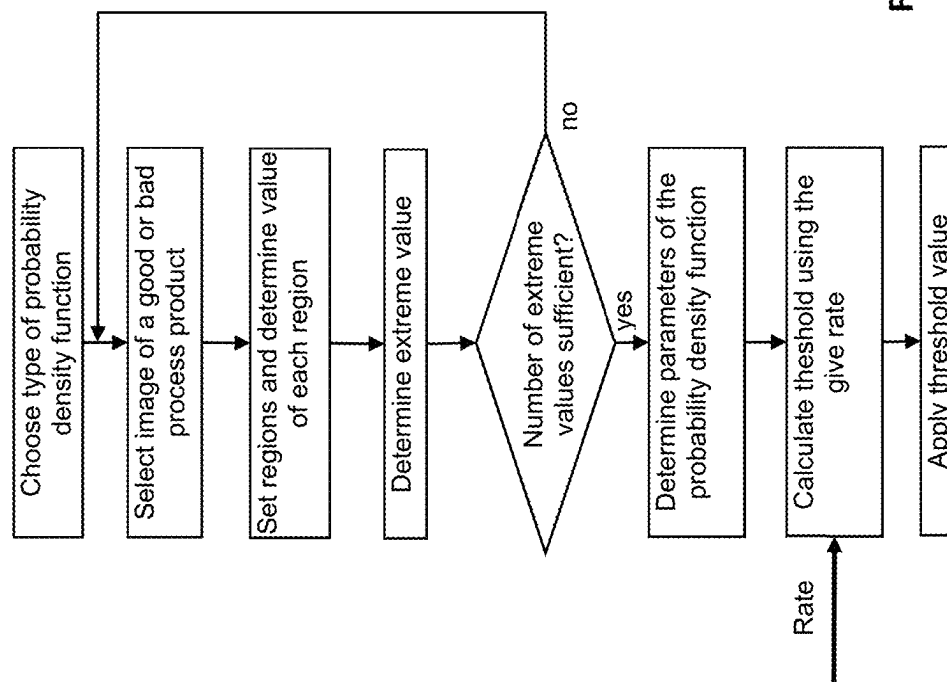 Choose type of probability
density function
Select image of a good or bad
process product
Set regions and determine value
of each region
Determine extreme value
Number of extreme
values sufficient?
no
yes
Determine parameters of the
probability density function
Rate
Calculate theshold using the
give rate
Apply threshold value